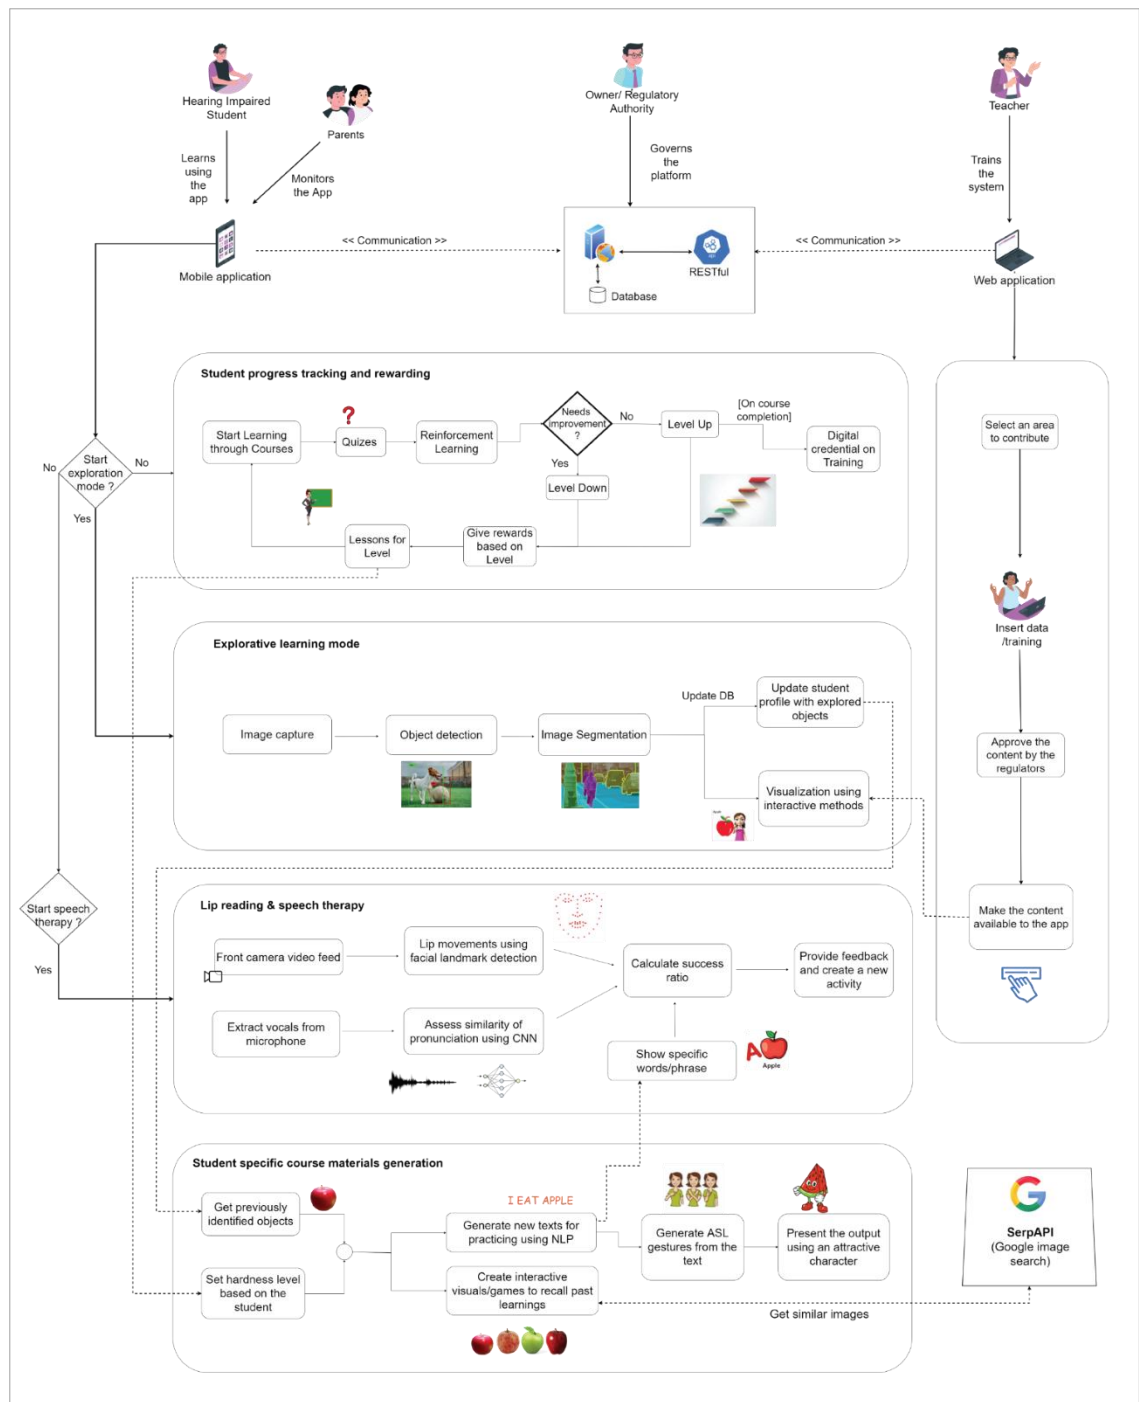 Hearing Impaired
Student
Parents
Owner/ Regulatory
Authority
Teacher
Learns
using
the
app
Monitors
the App
Governs
the
platform
Trains
the
system
<< Communication >>
<< Communication >>
Mobile application
RESTful
Database
Web application
Student progress tracking and rewarding
Start Learning
through Courses
?
Quizes
Reinforcement
Learning
Needs
improvement
?
No
Level Up
[On course
completion]
Digital
credential on
Training
Yes
Level Down
Lessons for
Level
Give rewards
based on
Level
No
Start
exploration
mode ?
No
Yes
Select an area
to contribute
Insert data
/training
Approve the
content by the
regulators
Make the content
available to the app
Explorative learning mode
Image capture
Object detection
Image Segmentation
Update DB
Update student
profile with explored
objects
Visualization using
interactive methods
Start speech
therapy ?
Yes
Lip reading & speech therapy
Front camera video feed
Lip movements using
facial landmark detection
Calculate success
ratio
Provide feedback
and create a new
activity
Extract vocals from
microphone
Assess similarity of
pronunciation using CNN
Show specific
words/phrase
A
Apple
Student specific course materials generation
Get previously
identified objects
Set hardness level
based on the
student
I EAT APPLE
Generate new texts for
practicing using NLP
Create interactive
visuals/games to recall past
learnings
Generate ASL
gestures from the
text
Present the output
using an attractive
character
Get similar images
G
SerpAPI
(Google image
search)